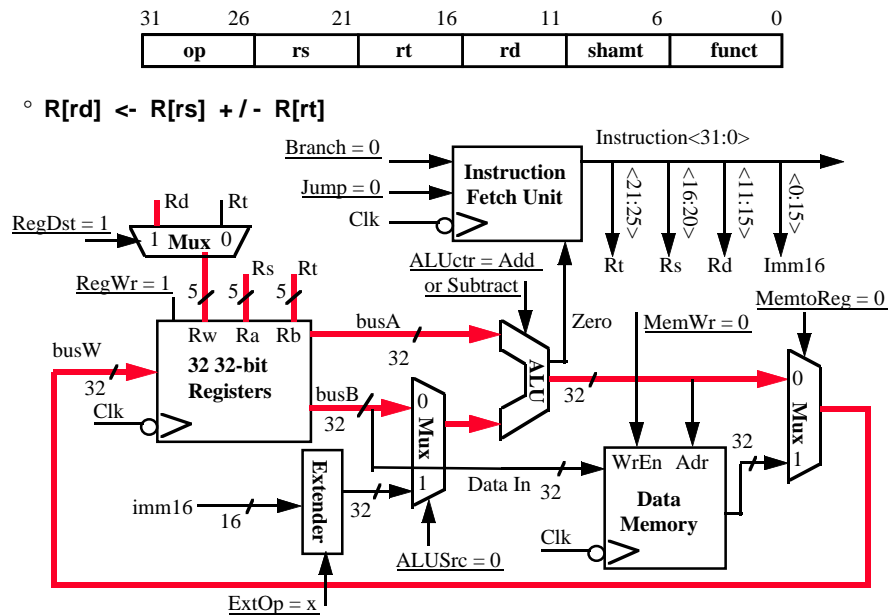 31 26 21 16 11 6 0
op rs rt rd shamt funct
° R[rd] <- R[rs] + / - R[rt]
Branch = 0
Instruction<31:0>
Jump = 0
Instruction
Fetch Unit
<21:25>
<16:20>
<11:15>
<0:15>
Clk
Rd Rt
RegDst = 1
1 Mux 0
Rt Rs Rd Imm16
ALUctr = Add
or Subtract
RegWr = 1
5 5 5
Rs Rt
Zero
MemWr = 0
MemtoReg = 0
busW
32
Rw Ra Rb
32 32-bit
Registers
Clk
busA
32
busB
32
0
Mux
1
ALU
32
0
Mux
1
WrEn Adr
32
Data In
32
Data
Memory
Clk
imm16
16
Extender
32
ALUSrc = 0
ExtOp = x